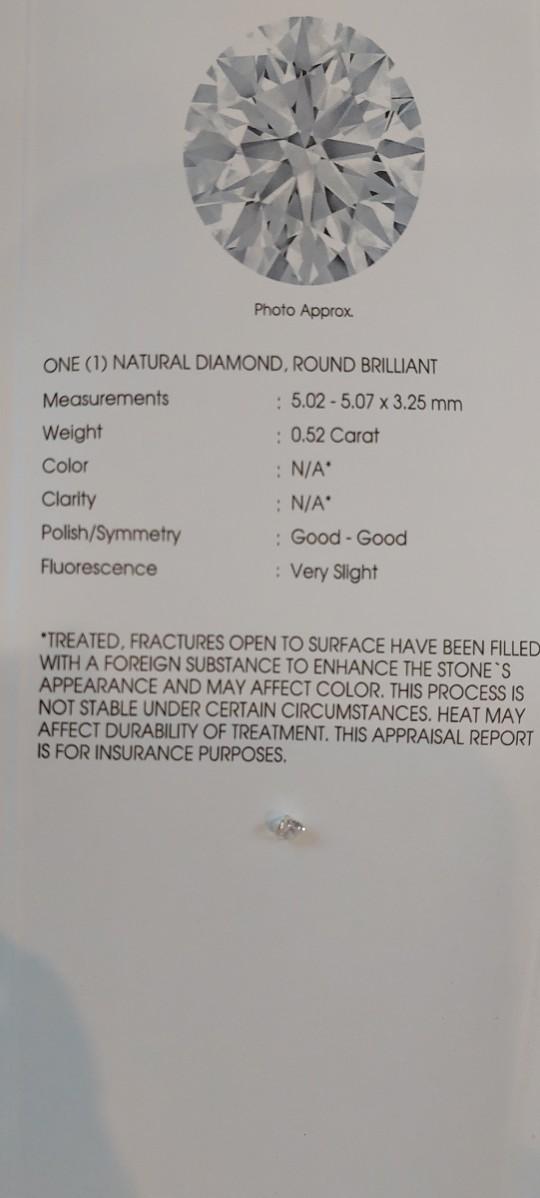 Photo Approx.
ONE (1) NATURAL DIAMOND, ROUND BRILLIANT
Measurements : 5.02 - 5.07 x 3.25 mm
Weight : 0.52 Carat
Color : N/A*
Clarity : N/A*
Polish/Symmetry : Good - Good
Fluorescence : Very Slight
*TREATED, FRACTURES OPEN TO SURFACE HAVE BEEN FILLED
WITH A FOREIGN SUBSTANCE TO ENHANCE THE STONE`S
APPEARANCE AND MAY AFFECT COLOR. THIS PROCESS IS
NOT STABLE UNDER CERTAIN CIRCUMSTANCES. HEAT MAY
AFFECT DURABILITY OF TREATMENT. THIS APPRAISAL REPORT
IS FOR INSURANCE PURPOSES.